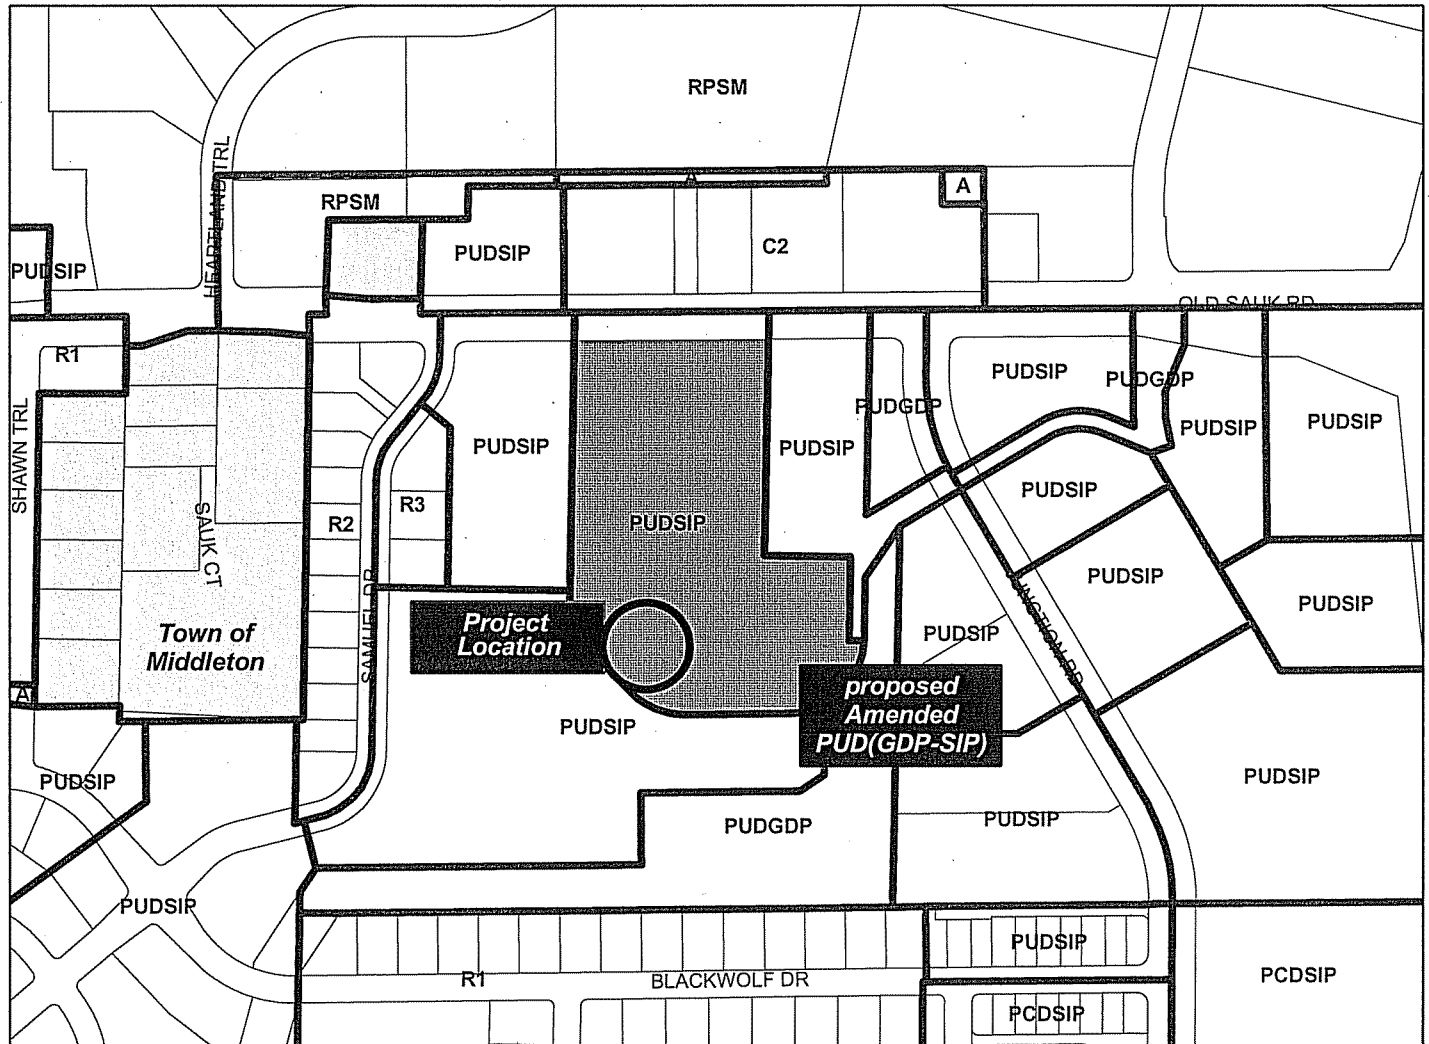 RPSM
HEARTLAND TRL
A
A
RPSM
PUDSIP
C2
PUDSIP
OLD SAUK RD
R1
PUDSIP
PUDGDP
PUDGDP
SHAWN TRL
PUDSIP
PUDSIP
PUDSIP
PUDSIP
SAUK CT
R2
R3
PUDSIP
PUDSIP
PUDSIP
JUNCTION RD
PUDSIP
SAMUEL DR
Project
Location
Town of
Middleton
PUDSIP
A
proposed
Amended
PUD(GDP-SIP)
PUDSIP
PUDSIP
PUDSIP
PUDGDP
PUDSIP
PUDSIP
PUDSIP
R1
BLACKWOLF DR
PCDSIP
PCDSIP